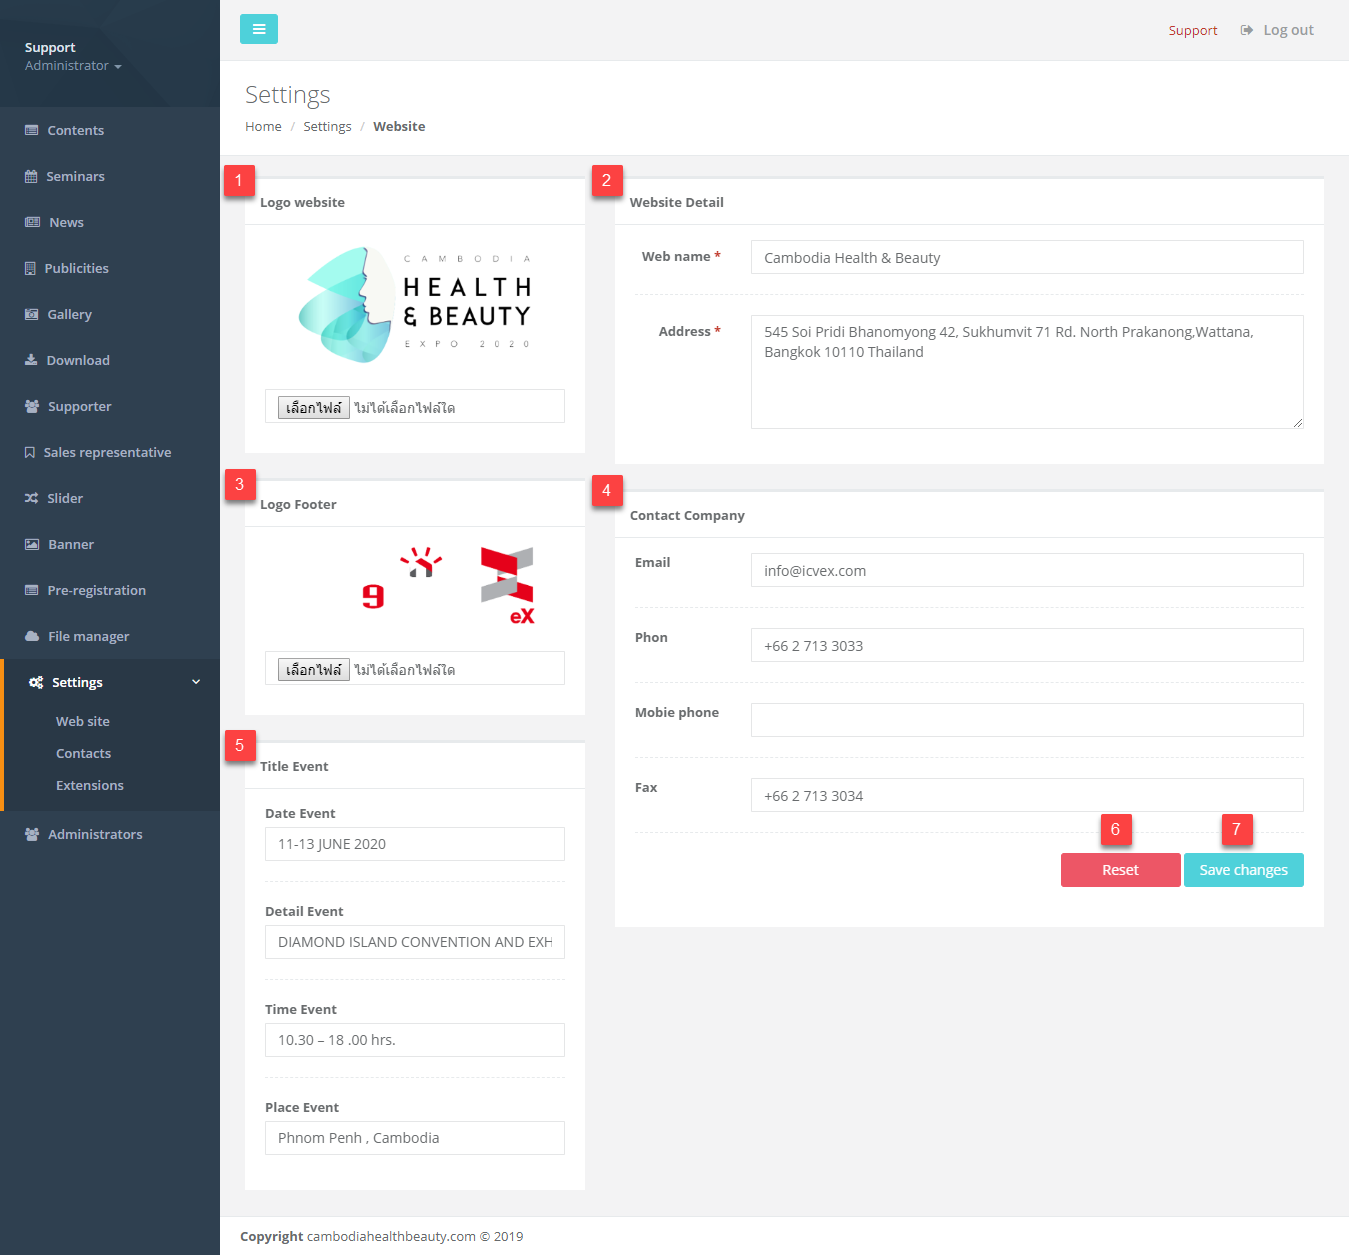 Support
Administrator
Contents
Seminars
News
Publicities
Gallery
Download
Supporter
Sales representative
Slider
Banner
Pre-registration
File manager
Settings
Web site
Contacts
Extensions
Administrators
Support
Log out
Settings
Home / Settings / Website
1
Logo website
CAMBODIA
HEALTH
& BEAUTY
EXPO 2020
เลือกไฟล์ ไม่ได้เลือกไฟล์ใด
2
Website Detail
Web name *
Cambodia Health & Beauty
Address *
545 Soi Pridi Bhanomyong 42, Sukhumvit 71 Rd. North Prakanong,Wattana,
Bangkok 10110 Thailand
3
Logo Footer
9
eX
เลือกไฟล์ ไม่ได้เลือกไฟล์ใด
4
Contact Company
Email
info@icvex.com
Phon
+66 2 713 3033
Mobie phone
Fax
+66 2 713 3034
6
7
Reset
Save changes
5
Title Event
Date Event
11-13 JUNE 2020
Detail Event
DIAMOND ISLAND CONVENTION AND EXH
Time Event
10.30 – 18 .00 hrs.
Place Event
Phnom Penh , Cambodia
Copyright cambodiahealthbeauty.com © 2019